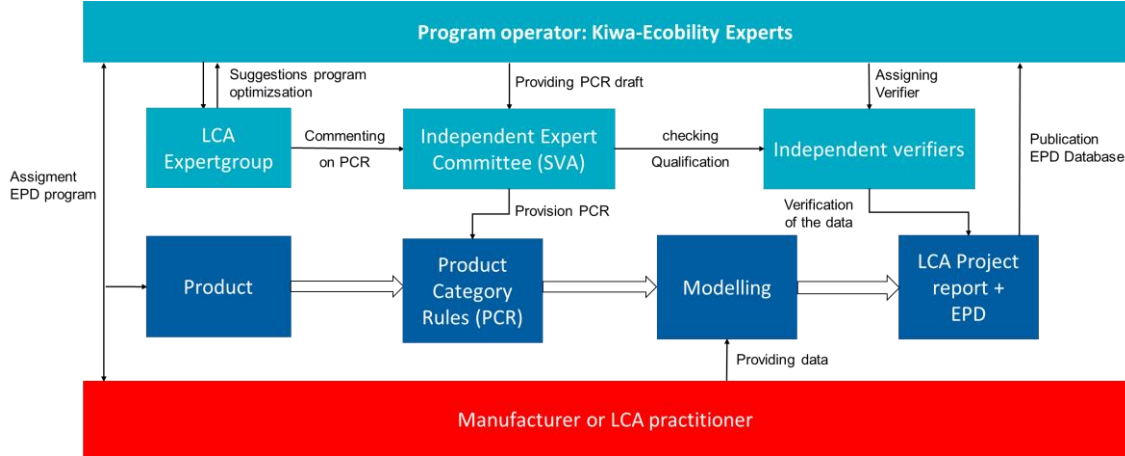 Program operator: Kiwa-Ecobility Experts
Suggestions program
optimizsation
Providing PCR draft
Assigning
Verifier
LCA
Expertgroup
Commenting
on PCR
Independent Expert
Committee (SVA)
checking
Qualification
Independent verifiers
Publication
EPD Database
Assigment
EPD program
Provision PCR
Verification
of the data
Product
Product
Category
Rules (PCR)
Modelling
LCA Project
report +
EPD
Providing data
Manufacturer or LCA practitioner